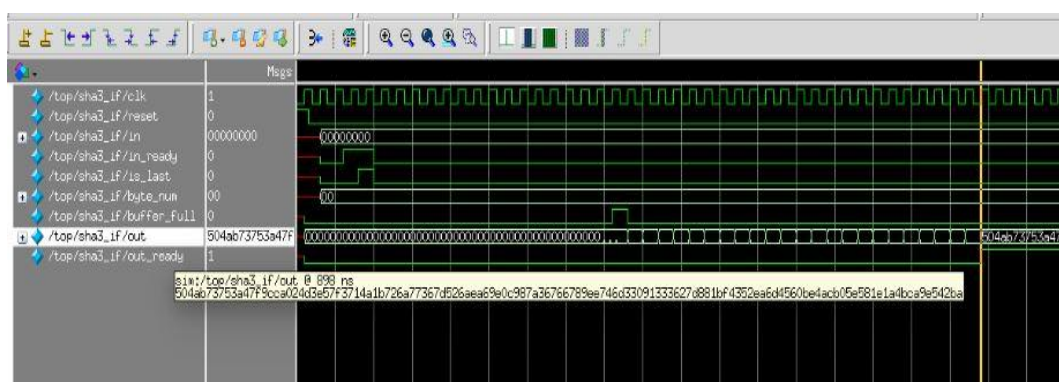 Msgs
/top/sha3_if/clk 1
/top/sha3_if/reset 0
/top/sha3_if/in 00000000 00000000
/top/sha3_if/in_ready 0
/top/sha3_if/is_last 0
/top/sha3_if/byte_num 00 00
/top/sha3_if/buffer_full 0
/top/sha3_if/out 504ab73753a47f 504ab73753a47
/top/sha3_if/out_ready 1
sim:/top/sha3_if/out @ 898 ns